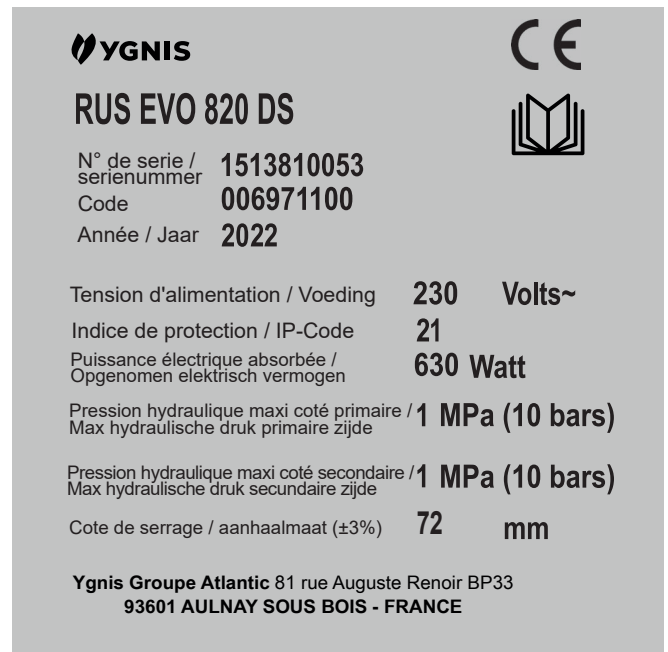 YGNIS
CE
RUS EVO 820 DS
N° de serie /
serienummer 1513810053
Code 006971100
Année / Jaar 2022
Tension d'alimentation / Voeding 230 Volts~
Indice de protection / IP-Code 21
Puissance électrique absorbée /
Opgenomen elektrisch vermogen 630 Watt
Pression hydraulique maxi coté primaire / 1 MPa (10 bars)
Max hydraulische druk primaire zijde
Pression hydraulique maxi coté secondaire / 1 MPa (10 bars)
Max hydraulische druk secundaire zijde
Cote de serrage / aanhaalmaat (±3%) 72 mm
Ygnis Groupe Atlantic 81 rue Auguste Renoir BP33
93601 AULNAY SOUS BOIS - FRANCE